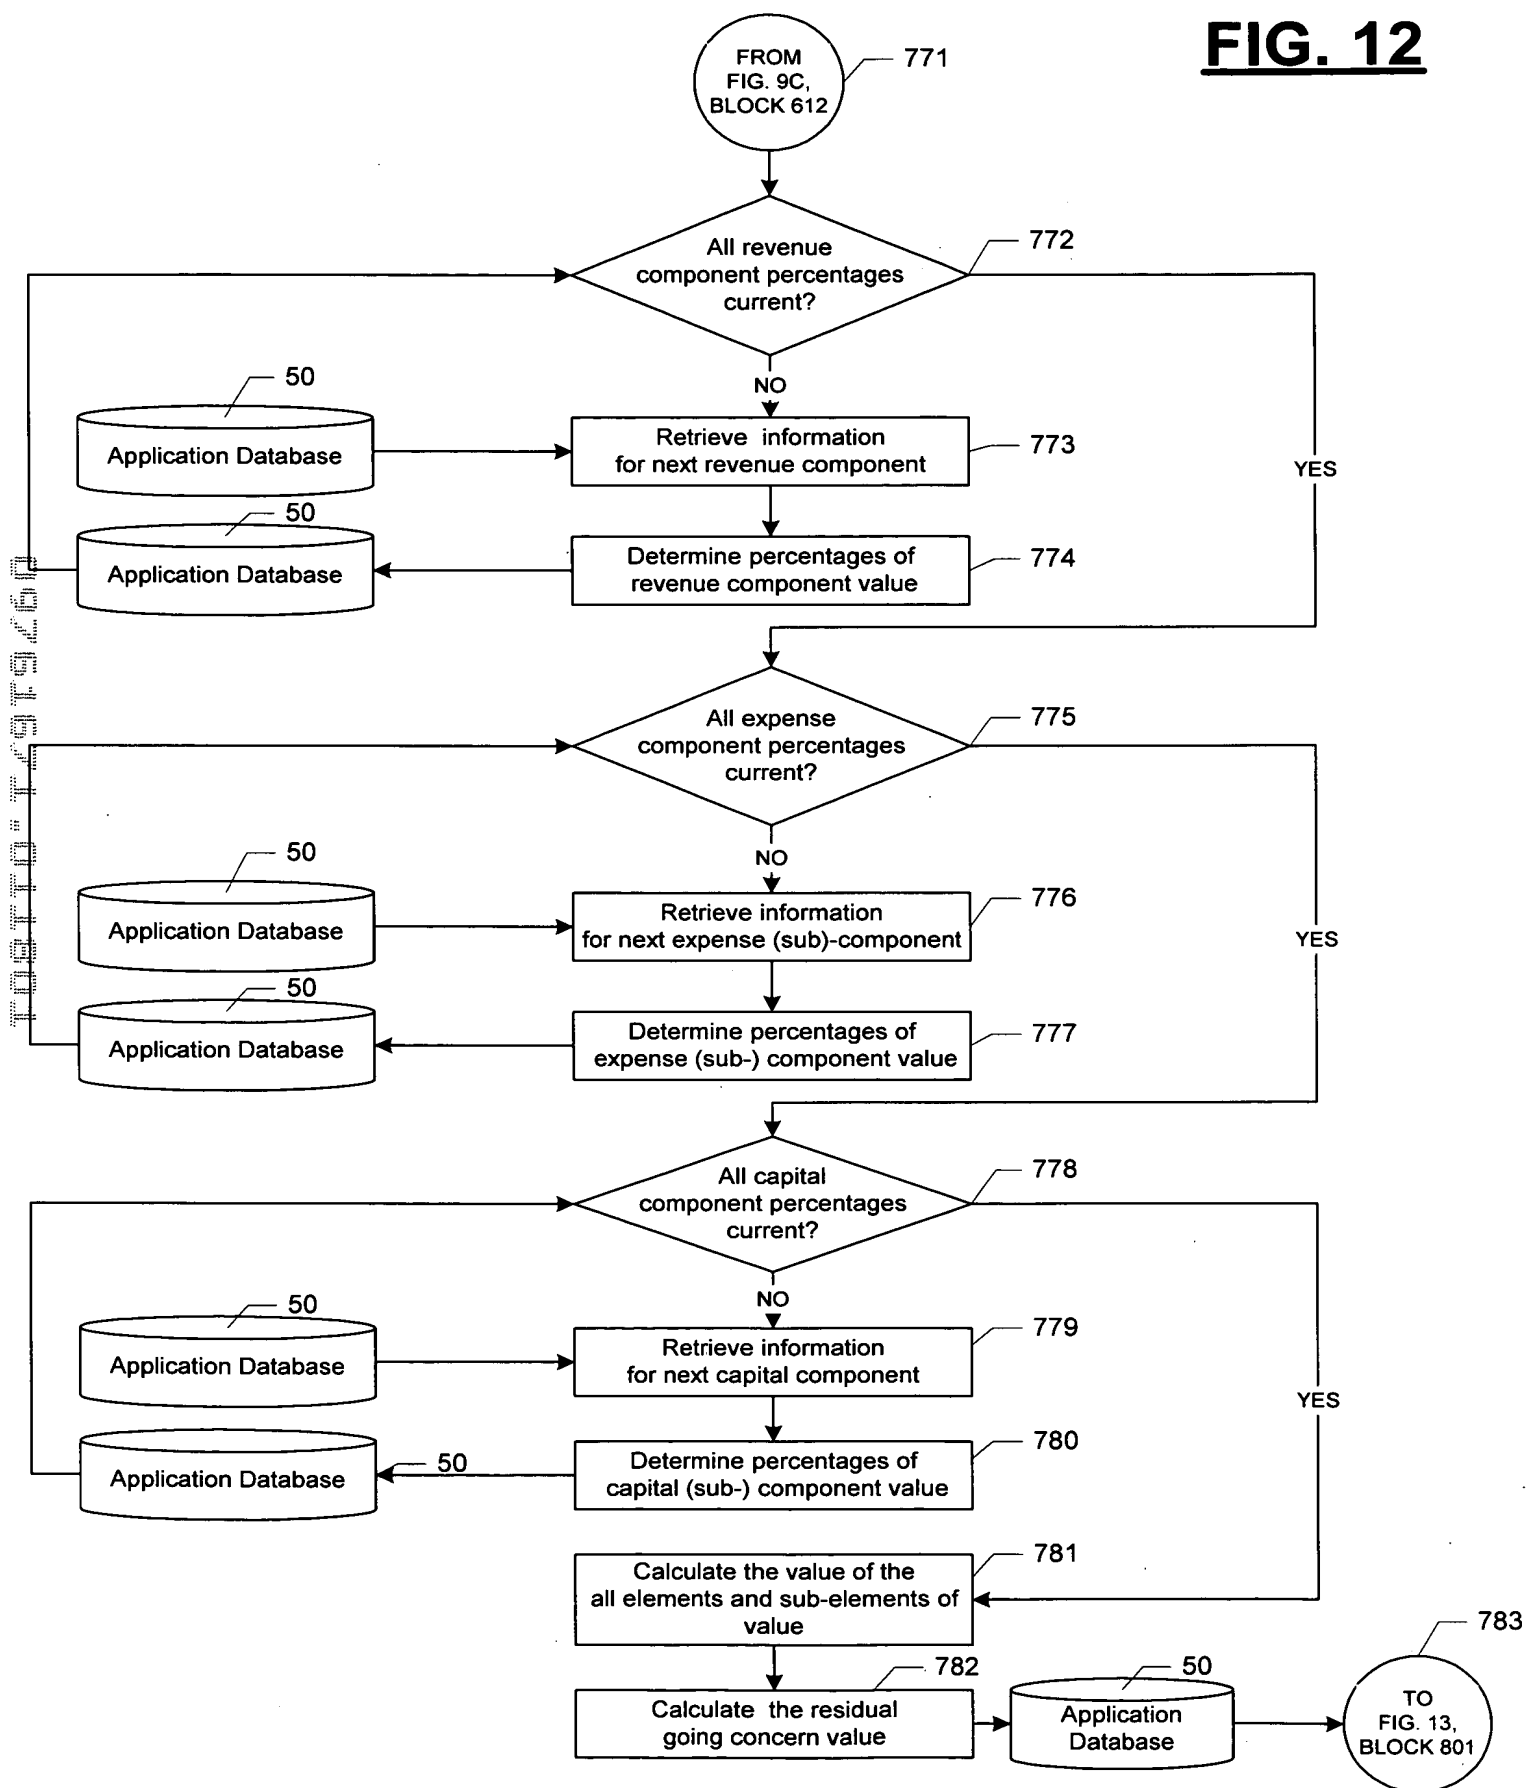 FIG. 12
FROM
FIG. 9C,
BLOCK 612
771
All revenue
component percentages
current?
772
NO
YES
50
Application Database
Retrieve information
for next revenue component
773
50
Application Database
Determine percentages of
revenue component value
774
All expense
component percentages
current?
775
NO
YES
50
Application Database
Retrieve information
for next expense (sub)-component
776
50
Application Database
Determine percentages of
expense (sub-) component value
777
All capital
component percentages
current?
778
NO
YES
50
Application Database
Retrieve information
for next capital component
779
50
Application Database
Determine percentages of
capital (sub-) component value
780
Calculate the value of the
all elements and sub-elements of
value
781
Calculate the residual
going concern value
782
50
Application
Database
783
TO
FIG. 13,
BLOCK 801